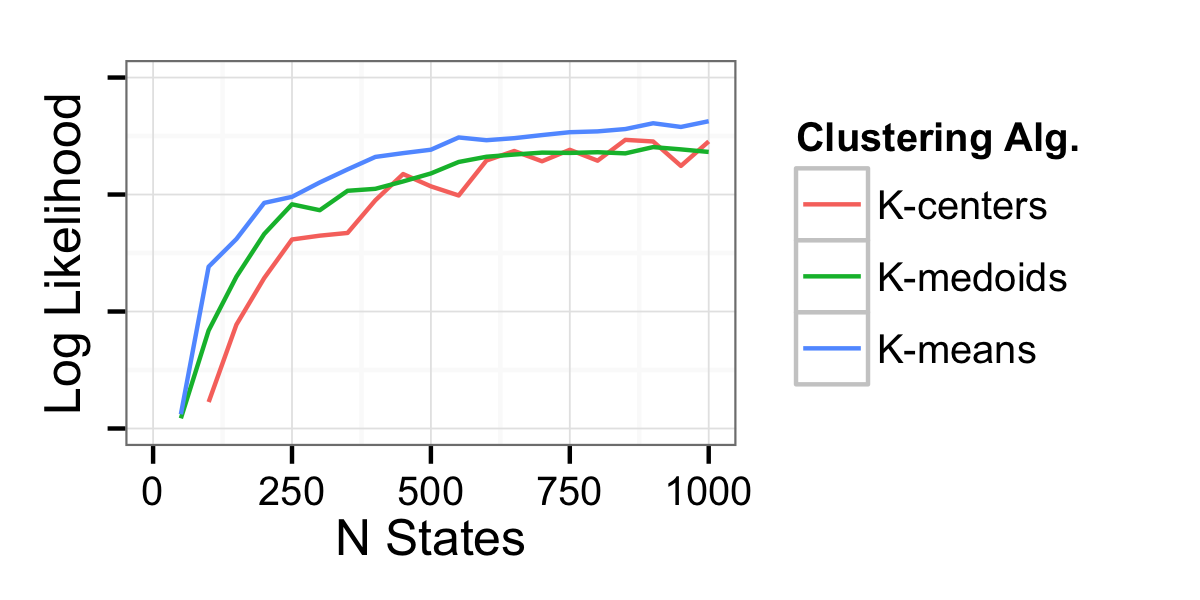 Log Likelihood
0 250 500 750 1000
N States
Clustering Alg.
K-centers
K-medoids
K-means